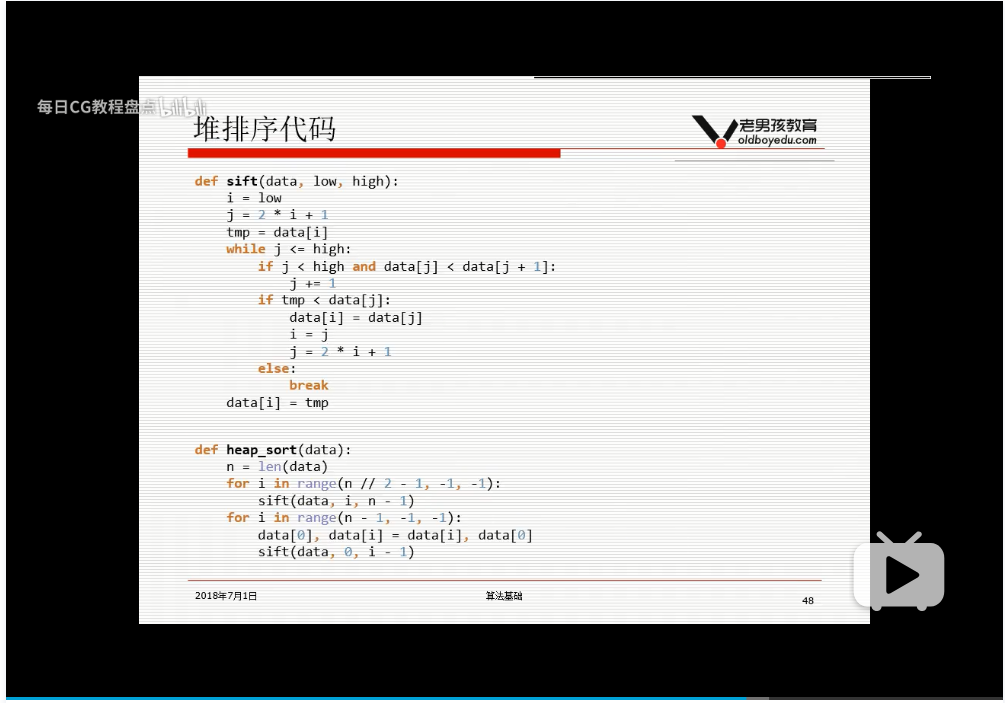 每日CG教程盘点 bilibili
堆排序代码
老男孩教育
oldboyedu.com
def sift(data, low, high):
    i = low
    j = 2 * i + 1
    tmp = data[i]
    while j <= high:
        if j < high and data[j] < data[j + 1]:
            j += 1
        if tmp < data[j]:
            data[i] = data[j]
            i = j
            j = 2 * i + 1
        else:
            break
    data[i] = tmp
def heap_sort(data):
    n = len(data)
    for i in range(n // 2 - 1, -1, -1):
        sift(data, i, n - 1)
    for i in range(n - 1, -1, -1):
        data[0], data[i] = data[i], data[0]
        sift(data, 0, i - 1)
2018年7月1日
算法基础
48